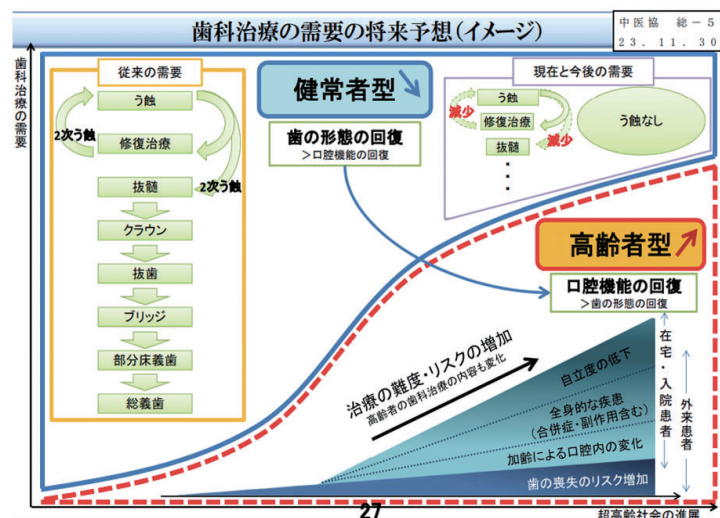 歯科治療の需要の将来予想(イメージ)
中医協 総-5
23.11.30
歯科治療の需要
従来の需要
う蝕
2次う蝕
修復治療
抜髄
2次う蝕
クラウン
抜歯
ブリッジ
部分床義歯
総義歯
健常者型
歯の形態の回復
>口腔機能の回復
現在と今後の需要
う蝕
減少
修復治療
減少
抜髄
・
・
・
う蝕なし
高齢者型
口腔機能の回復
>歯の形態の回復
治療の難度・リスクの増加
高齢者の歯科治療の内容も変化
自立度の低下
全身的な疾患
(合併症・副作用含む)
加齢による口腔内の変化
歯の喪失のリスク増加
在宅・入院患者
外来患者
27
超高齢社会の進展